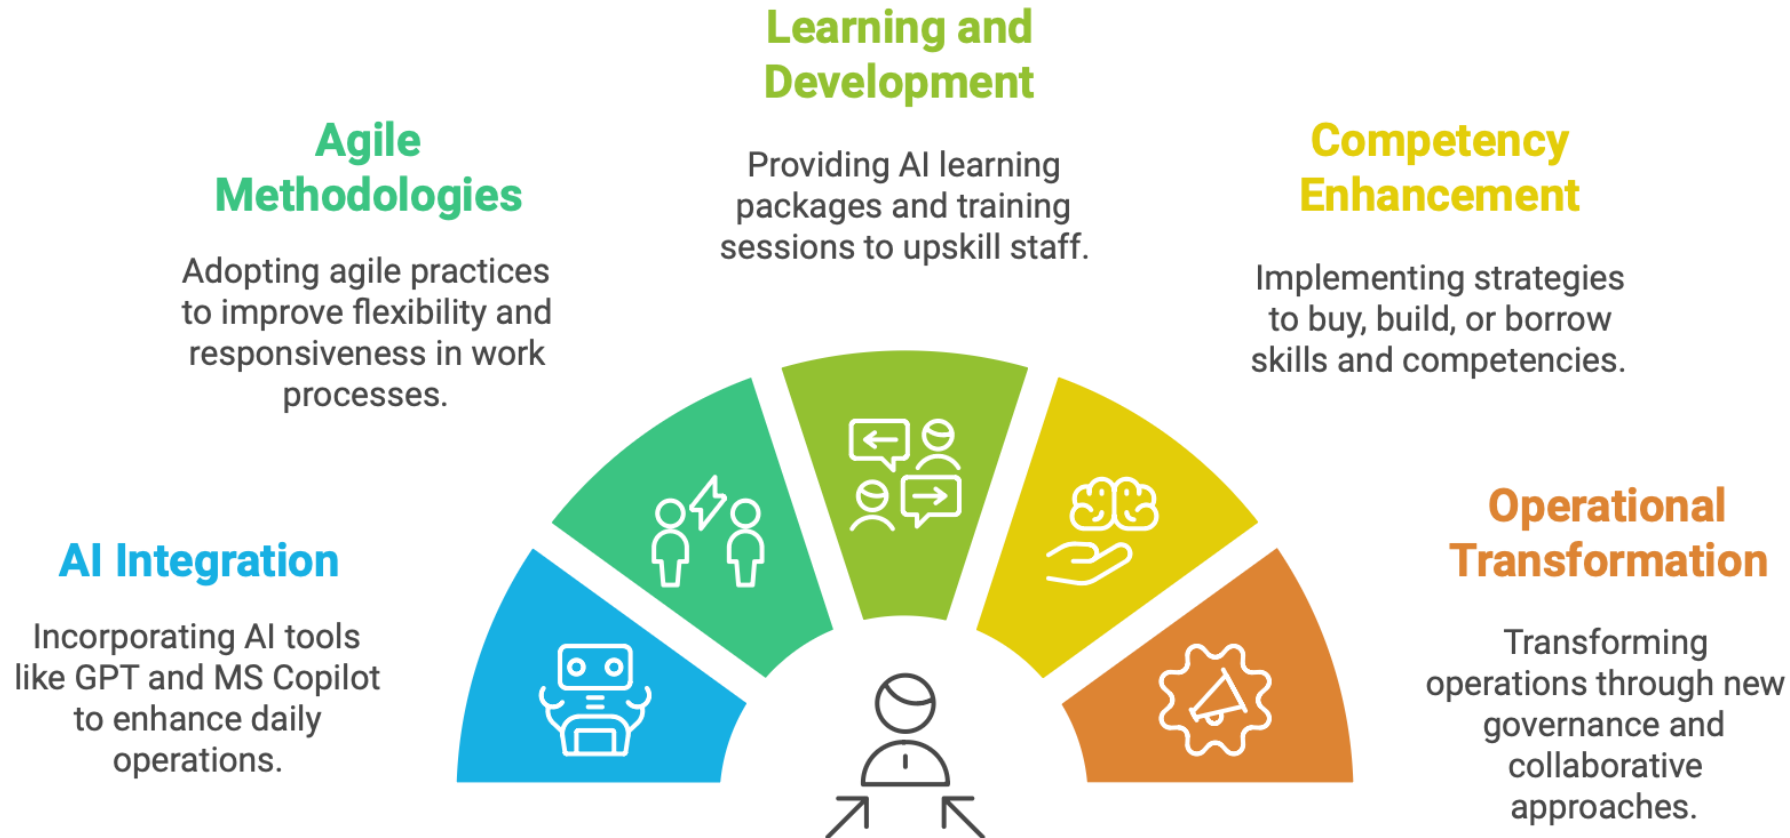 Learning and
Development
Providing AI learning
packages and training
sessions to upskill staff.
Agile
Methodologies
Adopting agile practices
to improve flexibility and
responsiveness in work
processes.
Competency
Enhancement
Implementing strategies
to buy, build, or borrow
skills and competencies.
AI Integration
Incorporating AI tools
like GPT and MS Copilot
to enhance daily
operations.
Operational
Transformation
Transforming
operations through new
governance and
collaborative
approaches.